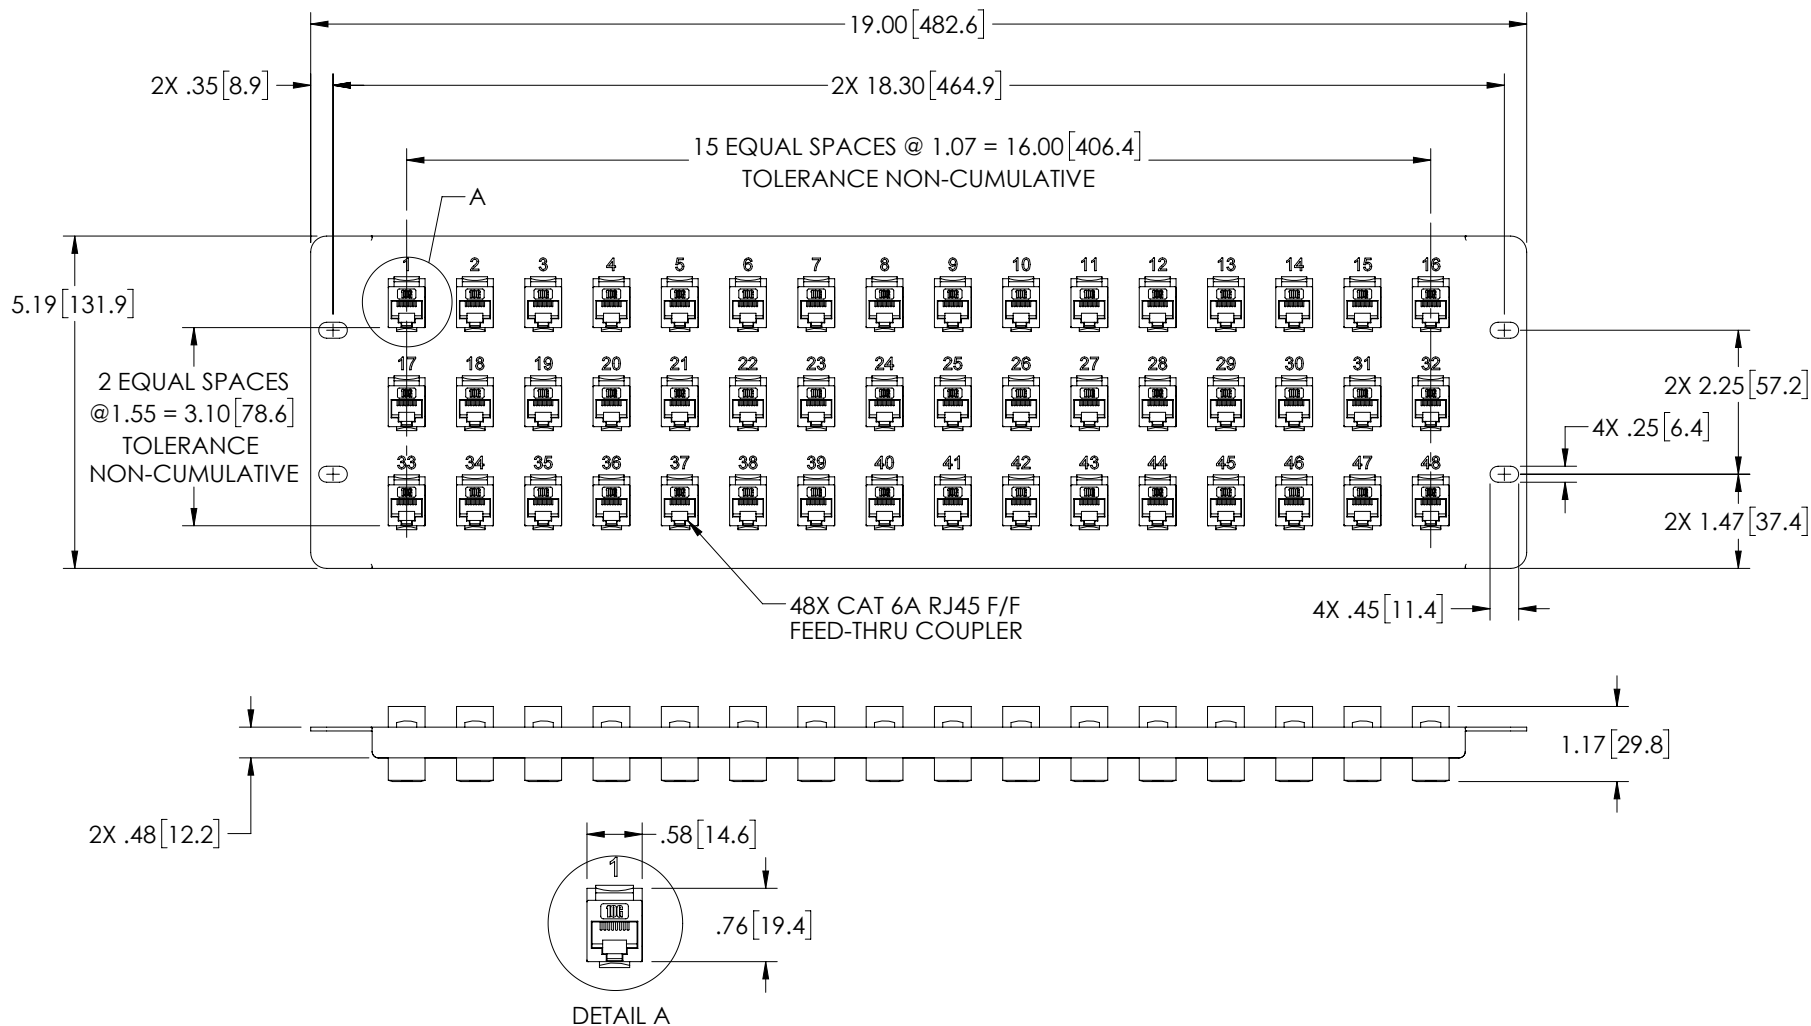 19.00[482.6]
2X .35[8.9]
2X 18.30[464.9]
15 EQUAL SPACES @ 1.07 = 16.00[406.4]
TOLERANCE NON-CUMULATIVE
A
5.19[131.9]
1 2 3 4 5 6 7 8 9 10 11 12 13 14 15 16
2 EQUAL SPACES
@1.55 = 3.10[78.6]
TOLERANCE
NON-CUMULATIVE
17 18 19 20 21 22 23 24 25 26 27 28 29 30 31 32
2X 2.25[57.2]
4X .25[6.4]
33 34 35 36 37 38 39 40 41 42 43 44 45 46 47 48
2X 1.47[37.4]
48X CAT 6A RJ45 F/F
FEED-THRU COUPLER
4X .45[11.4]
1.17[29.8]
2X .48[12.2]
.58[14.6]
1
10G
.76[19.4]
DETAIL A